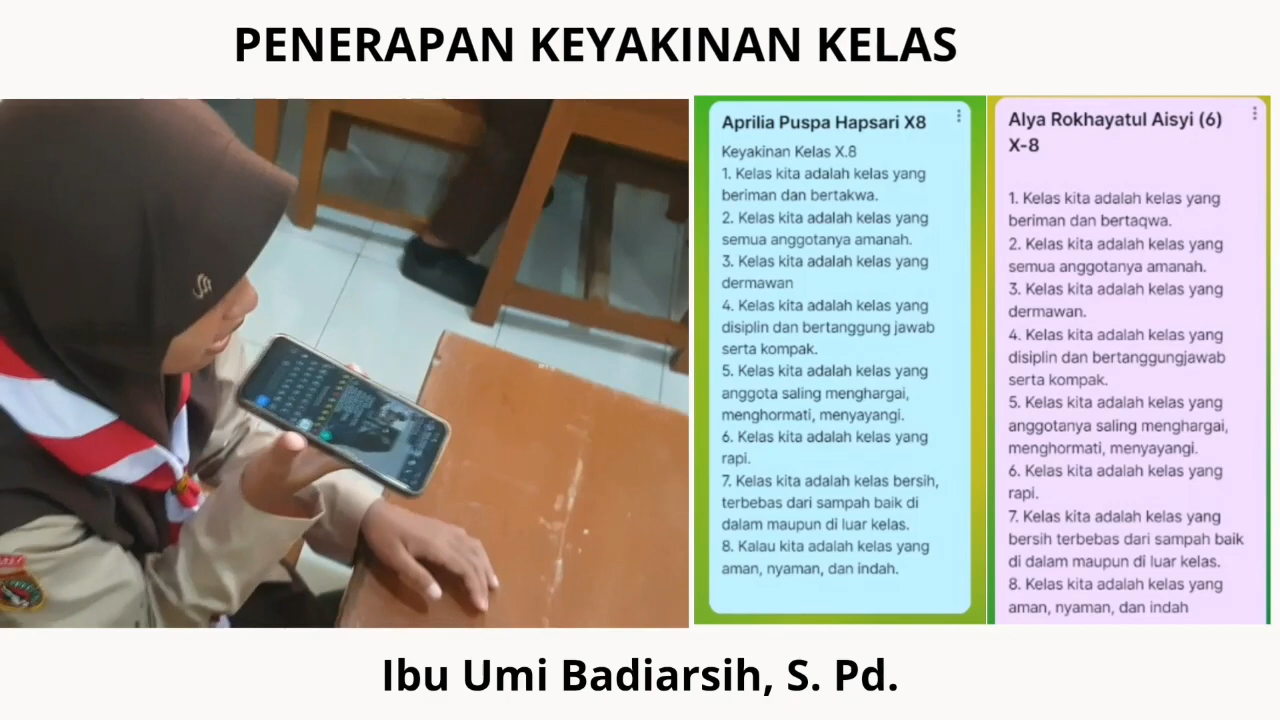 PENERAPAN KEYAKINAN KELAS
Aprilia Puspa Hapsari X8
Keyakinan Kelas X.8
1. Kelas kita adalah kelas yang
beriman dan bertakwa.
2. Kelas kita adalah kelas yang
semua anggotanya amanah.
3. Kelas kita adalah kelas yang
dermawan
4. Kelas kita adalah kelas yang
disiplin dan bertanggung jawab
serta kompak.
5. Kelas kita adalah kelas yang
anggota saling menghargai,
menghormati, menyayangi.
6. Kelas kita adalah kelas yang
rapi.
7. Kelas kita adalah kelas bersih,
terbebas dari sampah baik di
dalam maupun di luar kelas.
8. Kalau kita adalah kelas yang
aman, nyaman, dan indah.
Alya Rokhayatul Aisyi (6)
X-8
1. Kelas kita adalah kelas yang
beriman dan bertaqwa.
2. Kelas kita adalah kelas yang
semua anggotanya amanah.
3. Kelas kita adalah kelas yang
dermawan.
4. Kelas kita adalah kelas yang
disiplin dan bertanggungjawab
serta kompak.
5. Kelas kita adalah kelas yang
anggotanya saling menghargai,
menghormati, menyayangi.
6. Kelas kita adalah kelas yang
rapi.
7. Kelas kita adalah kelas yang
bersih terbebas dari sampah baik
di dalam maupun di luar kelas.
8. Kelas kita adalah kelas yang
aman, nyaman, dan indah
Ibu Umi Badiarsih, S. Pd.